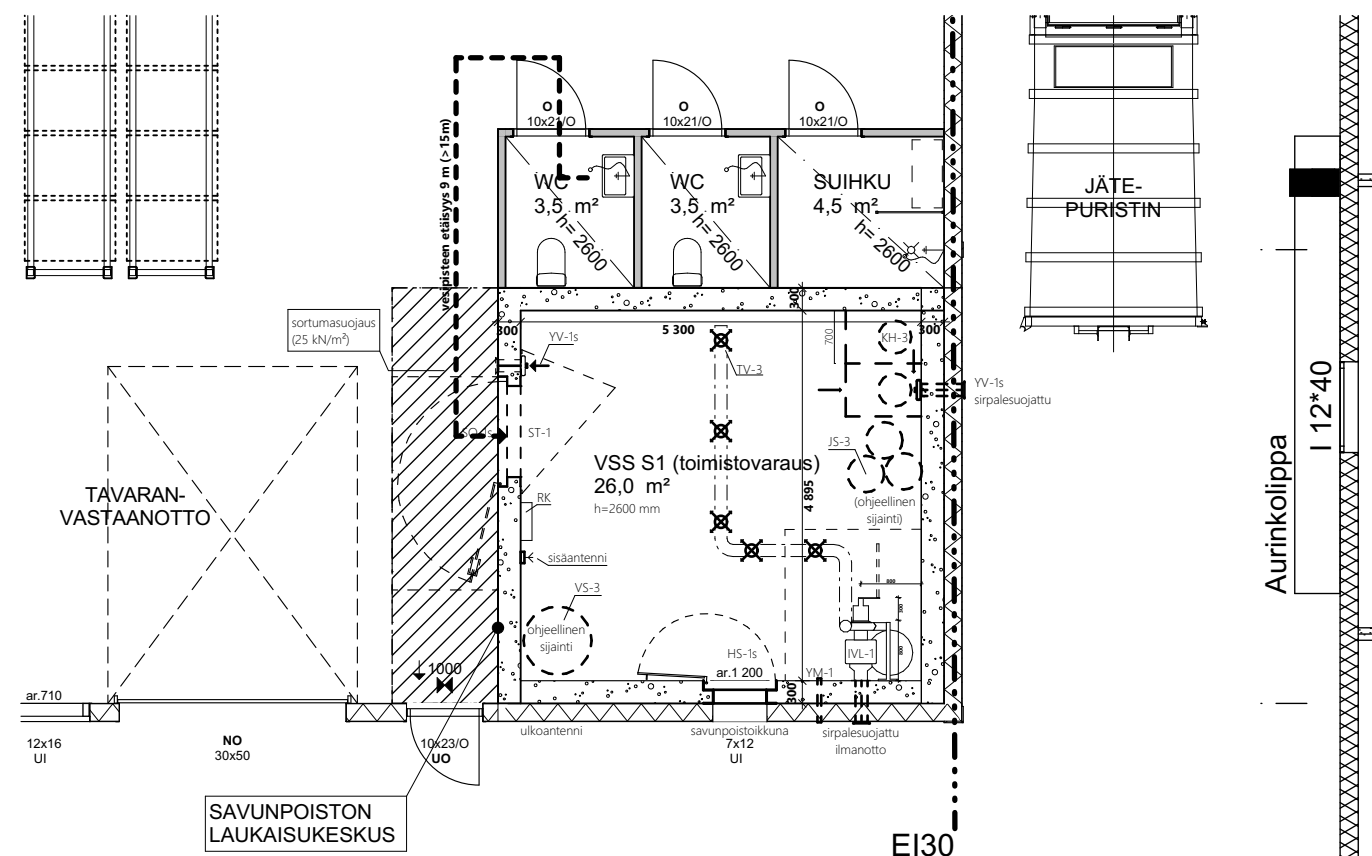 vesipisteen etäisyys 9 m (>15m)
O
10x21/O
O
10x21/O
O
10x21/O
WC
3,5 m²
h= 2600
WC
3,5 m²
h= 2600
SUIHKU
4,5 m²
h= 2600
JÄTE-
PURISTIN
sortumasuojaus
(25 kN/m²)
300
5 300
300
300
YV-1s
TV-3
700
KH-3
YV-1s
sirpalesuojattu
I 12*40
Aurinkolippa
SO-1s
ST-1
JS-3
VSS S1 (toimistovaraus)
26,0 m²
h=2600 mm
4 895
(ohjeellinen
sijainti)
TAVARAN-
VASTAANOTTO
RK
sisäantenni
VS-3
ohjeellinen
sijainti
800
300
800
HS-1s
ar.1 200
IVL-1
YM-1
300
1000
ar.710
12x16
UI
NO
30x50
10x23/O
UO
ulkoantenni
savunpoistoikkuna
7x12
UI
sirpalesuojattu
ilmanotto
SAVUNPOISTON
LAUKAISUKESKUS
EI30